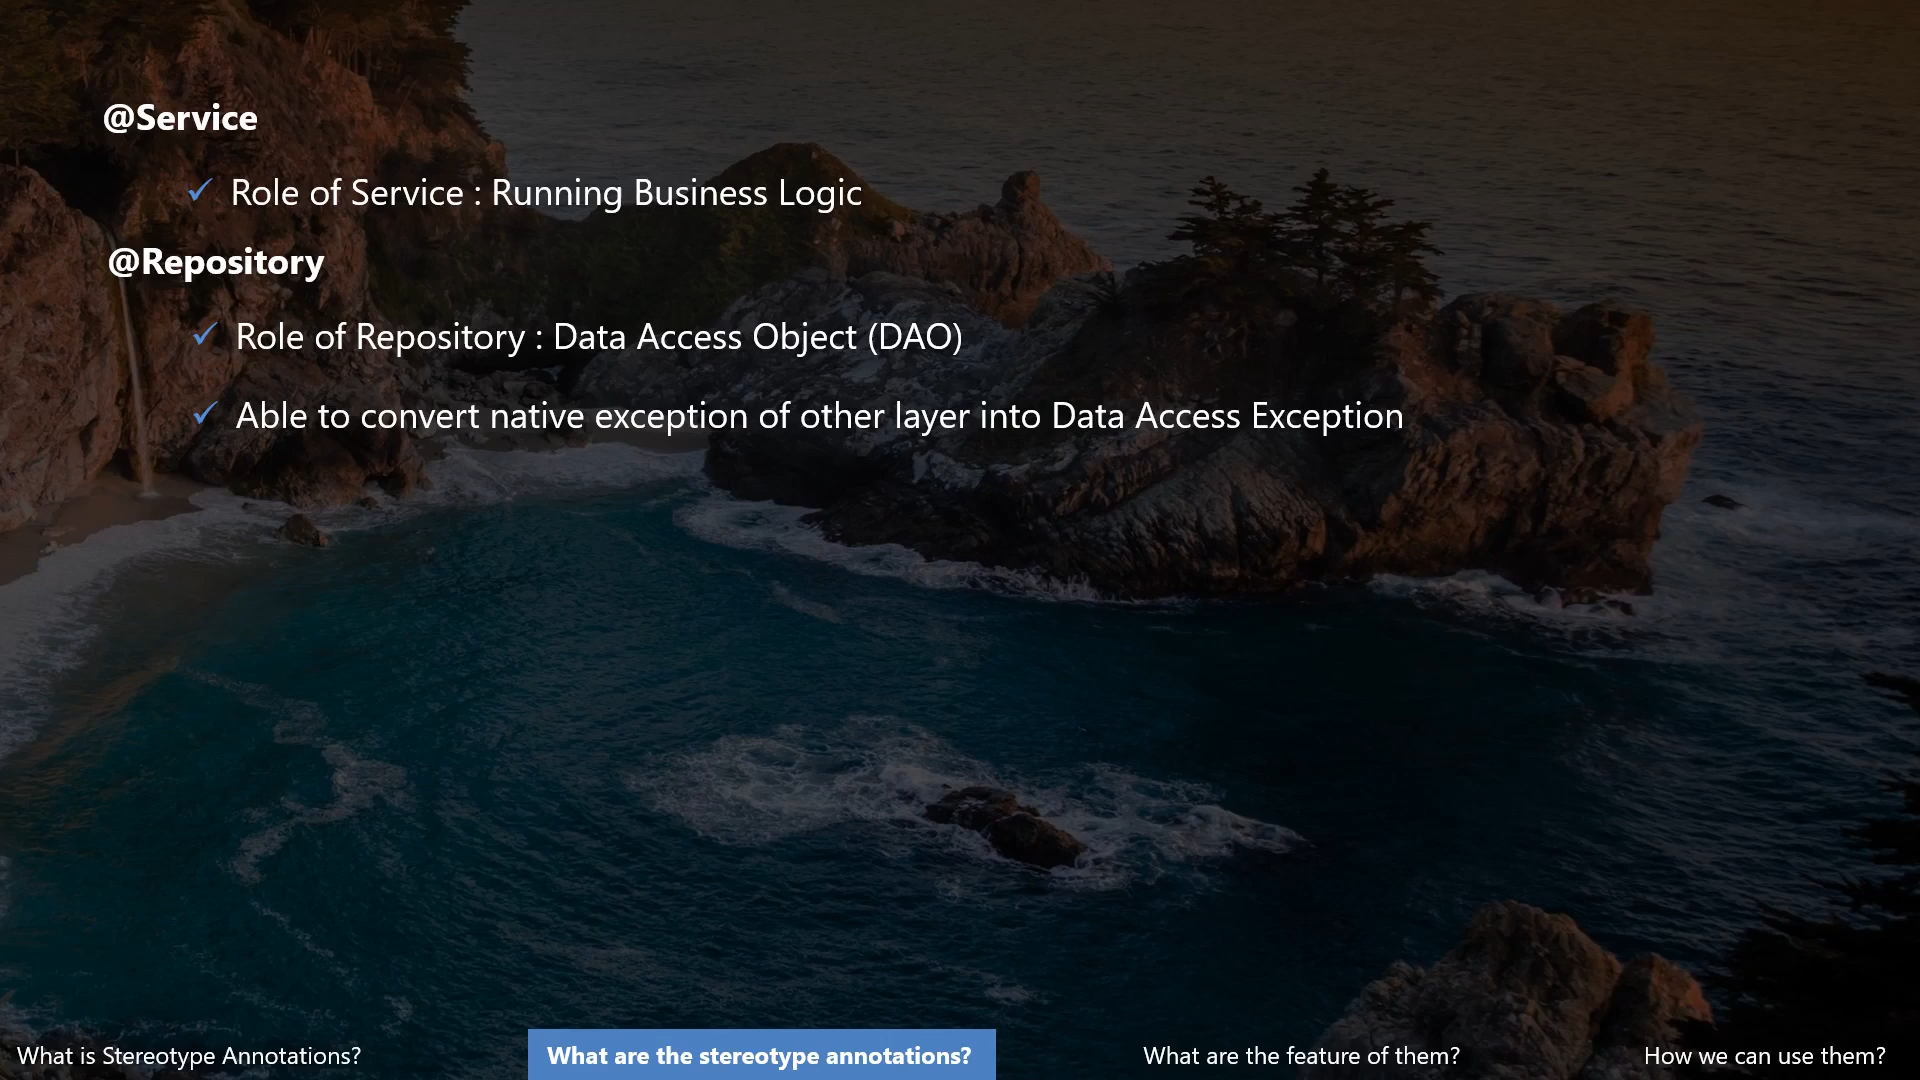 @Service
Role of Service : Running Business Logic
@Repository
Role of Repository : Data Access Object (DAO)
Able to convert native exception of other layer into Data Access Exception
What is Stereotype Annotations?
What are the stereotype annotations?
What are the feature of them?
How we can use them?